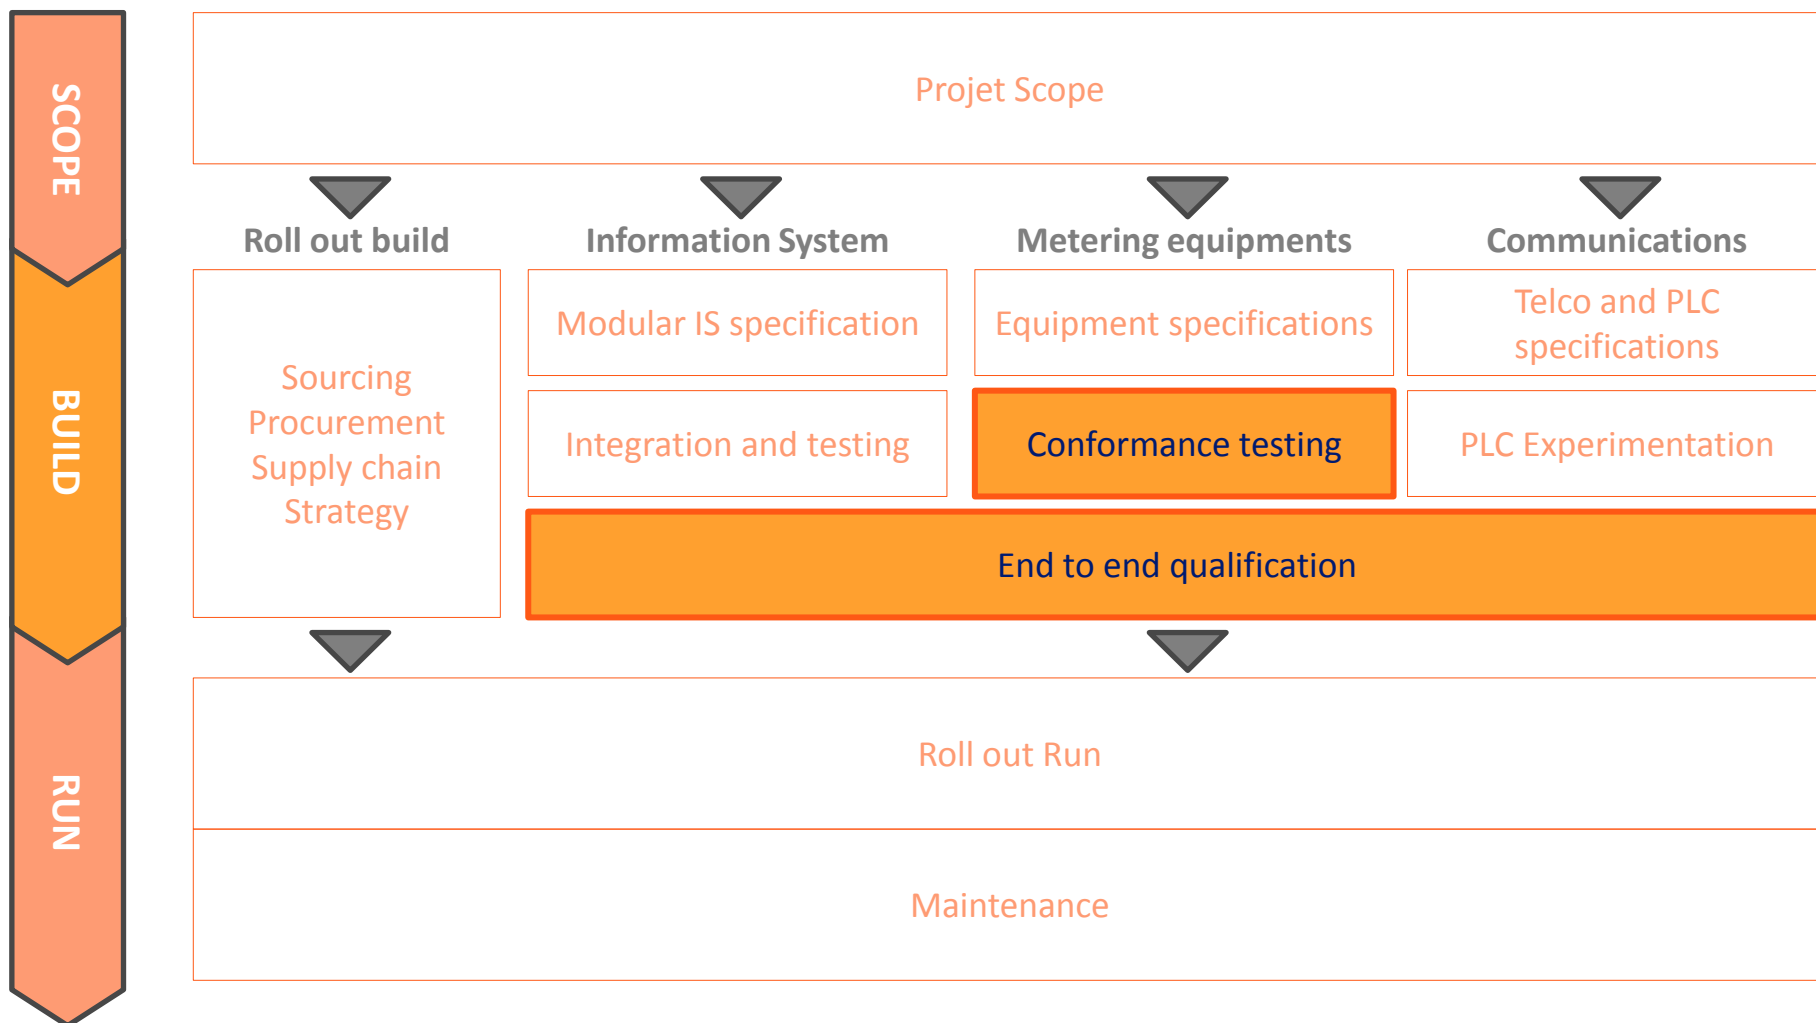 SCOPE
Projet Scope
Roll out build
Information System
Metering equipments
Communications
BUILD
Sourcing
Procurement
Supply chain
Strategy
Modular IS specification
Equipment specifications
Telco and PLC
specifications
Integration and testing
Conformance testing
PLC Experimentation
End to end qualification
RUN
Roll out Run
Maintenance